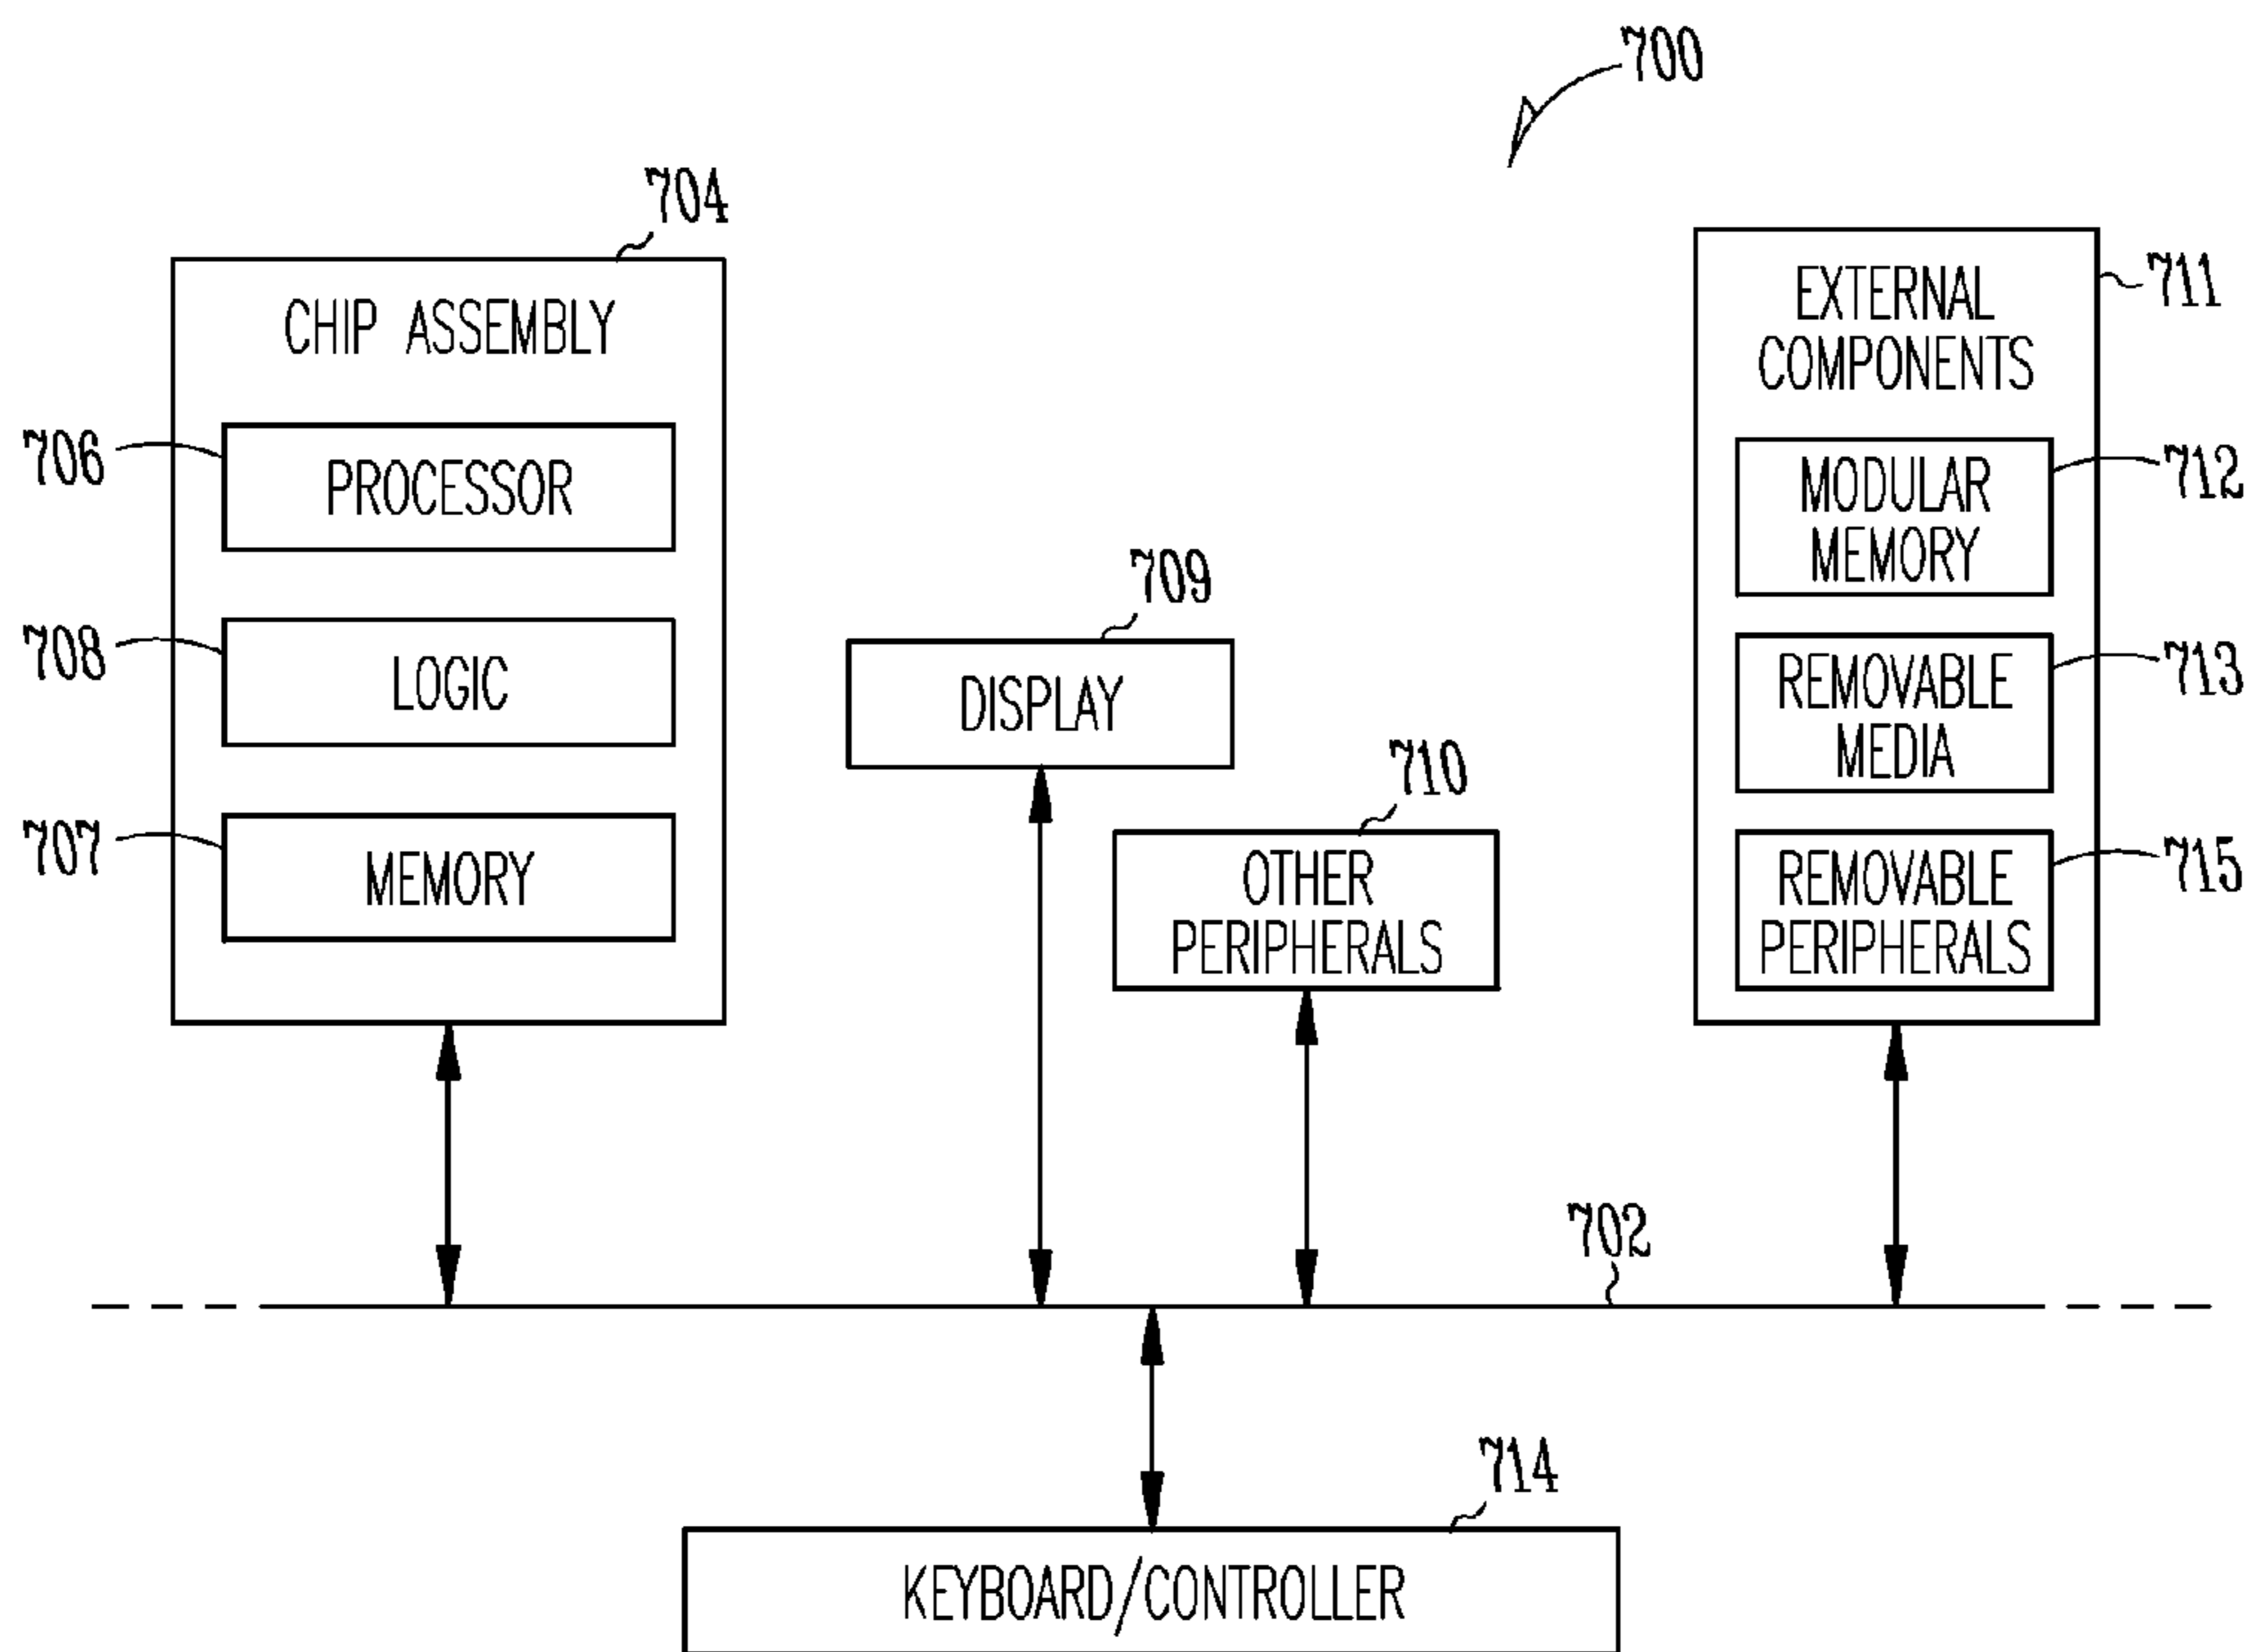 700
704
CHIP ASSEMBLY
706
PROCESSOR
708
LOGIC
707
MEMORY
709
DISPLAY
710
OTHER
PERIPHERALS
711
EXTERNAL
COMPONENTS
712
MODULAR
MEMORY
713
REMOVABLE
MEDIA
715
REMOVABLE
PERIPHERALS
702
714
KEYBOARD/CONTROLLER